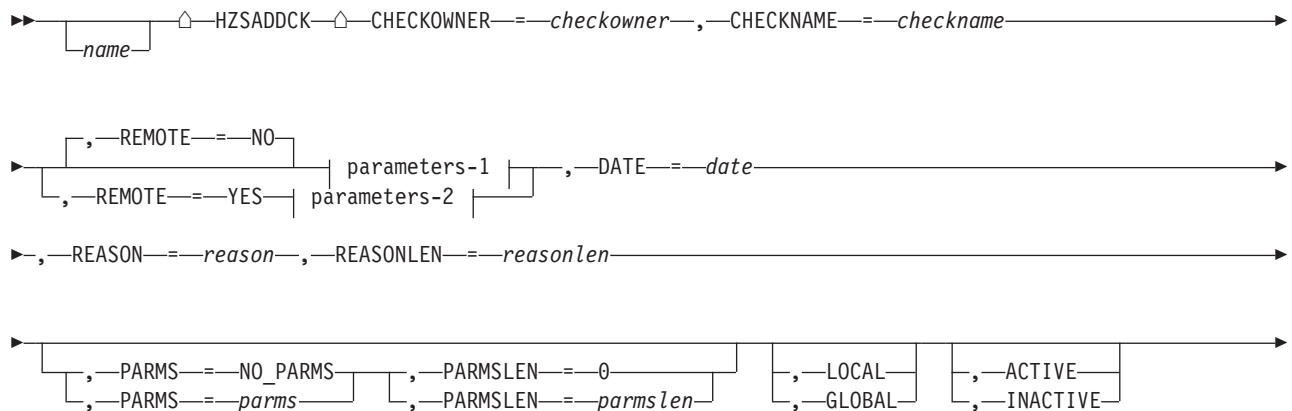 HZSADDCK CHECKOWNER = checkowner , CHECKNAME = checkname
name
, REMOTE = NO
parameters-1 , DATE = date
, REMOTE = YES parameters-2
, REASON = reason , REASONLEN = reasonlen
, PARMS = NO_PARMS , PARMSLEN = 0 , LOCAL , ACTIVE
, PARMS = parms , PARMSLEN = parmslen , GLOBAL , INACTIVE